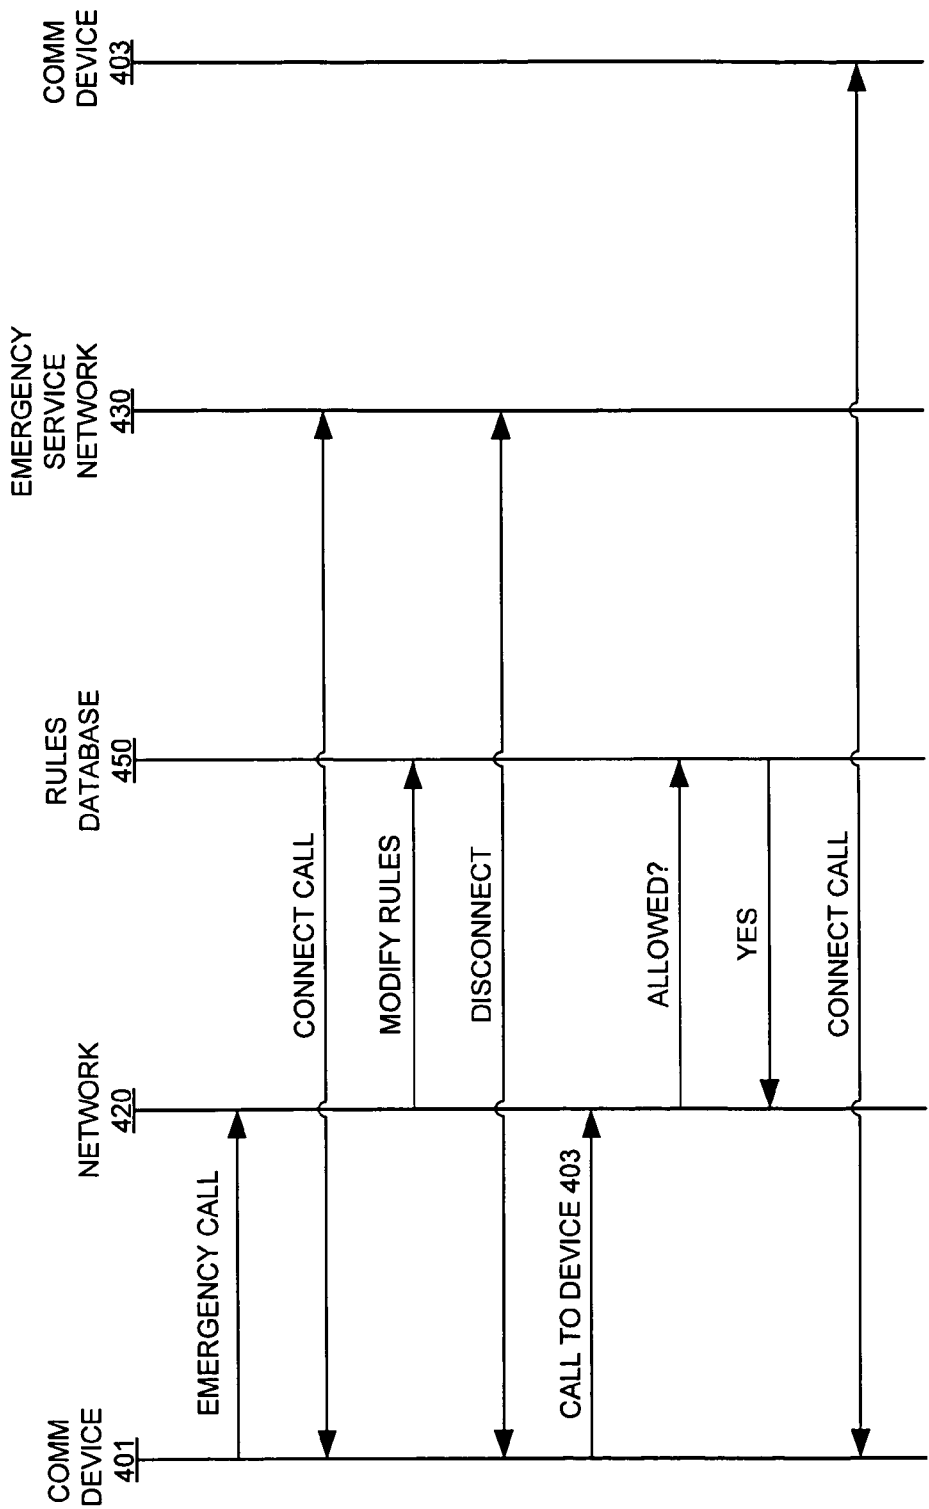 COMM
DEVICE
401
NETWORK
420
RULES
DATABASE
450
EMERGENCY
SERVICE
NETWORK
430
COMM
DEVICE
403
EMERGENCY CALL
CONNECT CALL
MODIFY RULES
DISCONNECT
CALL TO DEVICE 403
ALLOWED?
YES
CONNECT CALL